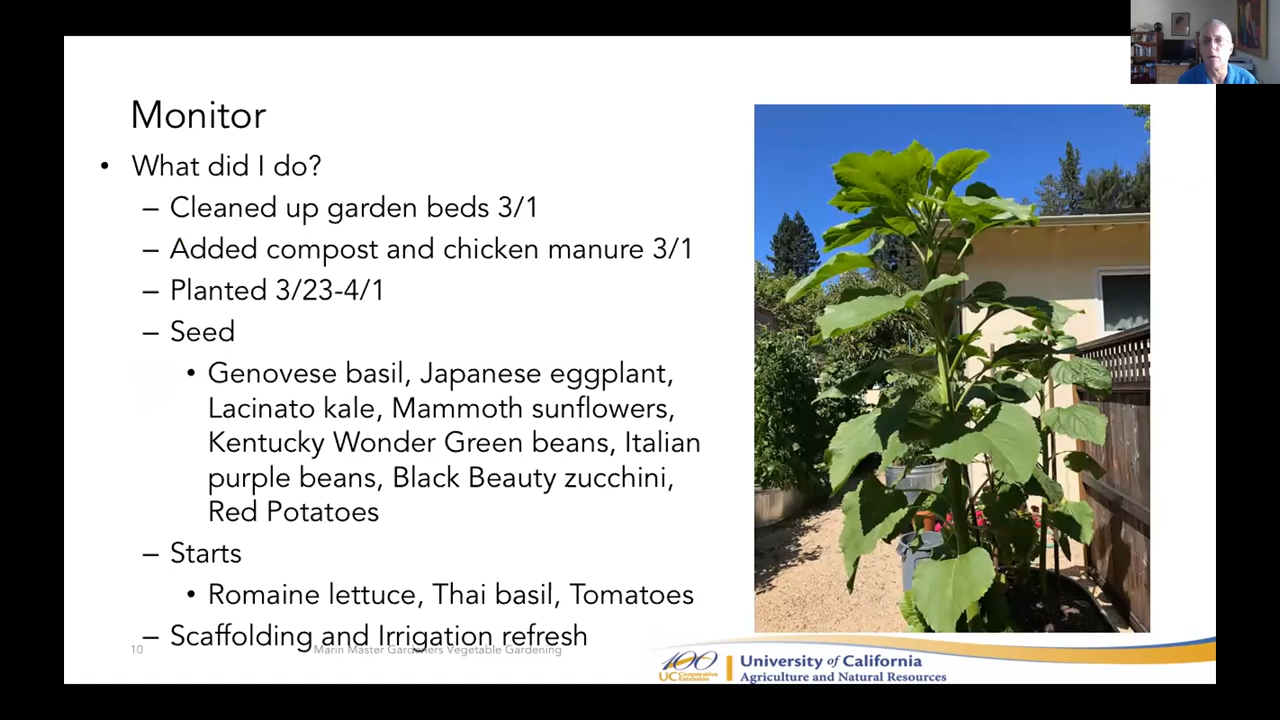 Monitor
• What did I do?
– Cleaned up garden beds 3/1
– Added compost and chicken manure 3/1
– Planted 3/23-4/1
– Seed
• Genovese basil, Japanese eggplant,
Lacinato kale, Mammoth sunflowers,
Kentucky Wonder Green beans, Italian
purple beans, Black Beauty zucchini,
Red Potatoes
– Starts
• Romaine lettuce, Thai basil, Tomatoes
– Scaffolding and Irrigation refresh
10
Marin Master Gardeners Vegetable Gardening
100
UC Cooperative
Extension
University of California
Agriculture and Natural Resources